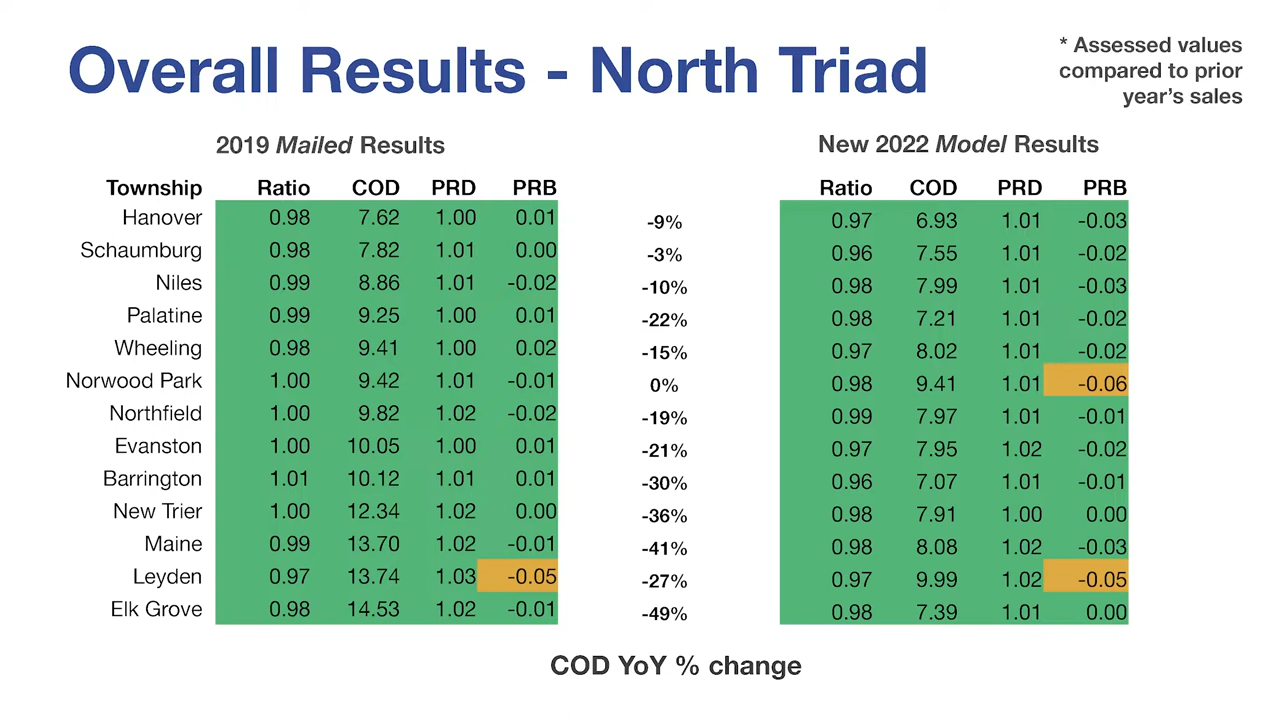 Overall Results - North Triad
* Assessed values
compared to prior
year's sales
2019 Mailed Results
New 2022 Model Results
Township Ratio COD PRD PRB Ratio COD PRD PRB
Hanover 0.98 7.62 1.00 0.01 -9% 0.97 6.93 1.01 -0.03
Schaumburg 0.98 7.82 1.01 0.00 -3% 0.96 7.55 1.01 -0.02
Niles 0.99 8.86 1.01 -0.02 -10% 0.98 7.99 1.01 -0.03
Palatine 0.99 9.25 1.00 0.01 -22% 0.98 7.21 1.01 -0.02
Wheeling 0.98 9.41 1.00 0.02 -15% 0.97 8.02 1.01 -0.02
Norwood Park 1.00 9.42 1.01 -0.01 0% 0.98 9.41 1.01 -0.06
Northfield 1.00 9.82 1.02 -0.02 -19% 0.99 7.97 1.01 -0.01
Evanston 1.00 10.05 1.00 0.01 -21% 0.97 7.95 1.02 -0.02
Barrington 1.01 10.12 1.01 0.01 -30% 0.96 7.07 1.01 -0.01
New Trier 1.00 12.34 1.02 0.00 -36% 0.98 7.91 1.00 0.00
Maine 0.99 13.70 1.02 -0.01 -41% 0.98 8.08 1.02 -0.03
Leyden 0.97 13.74 1.03 -0.05 -27% 0.97 9.99 1.02 -0.05
Elk Grove 0.98 14.53 1.02 -0.01 -49% 0.98 7.39 1.01 0.00
COD YoY % change